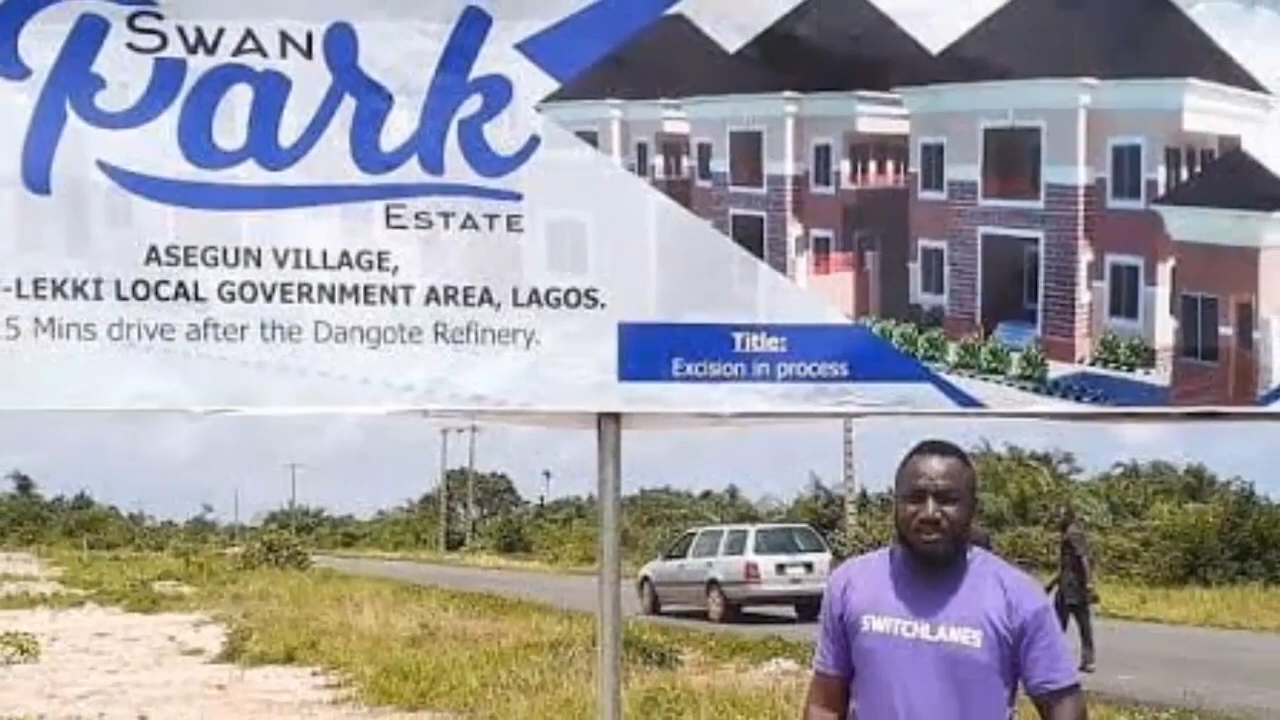 SWAN
Park
ESTATE
ASEGUN VILLAGE,
-LEKKI LOCAL GOVERNMENT AREA, LAGOS.
5 Mins drive after the Dangote Refinery.
Title:
Excision in process
SWITCHLANES